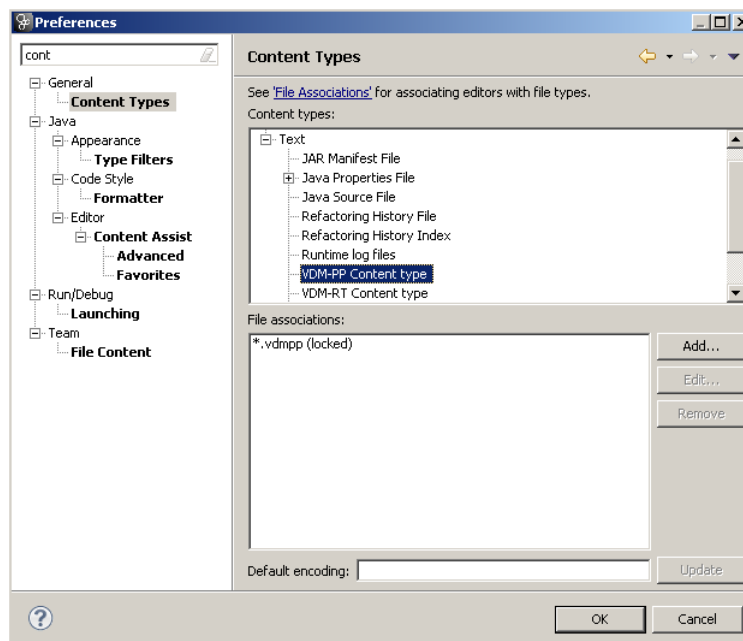 Preferences
cont
General
Content Types
Java
Appearance
Type Filters
Code Style
Formatter
Editor
Content Assist
Advanced
Favorites
Run/Debug
Launching
Team
File Content
Content Types
See 'File Associations' for associating editors with file types.
Content types:
Text
JAR Manifest File
Java Properties File
Java Source File
Refactoring History File
Refactoring History Index
Runtime log files
VDM-PP Content type
VDM-RT Content type
File associations:
*.vdmpp (locked)
Add...
Edit...
Remove
Default encoding:
Update
?
OK
Cancel